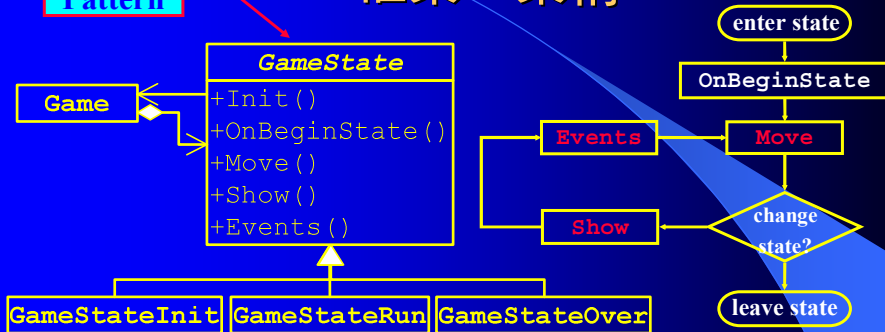 Pattern
Game
GameState
+Init()
+OnBeginState()
+Move()
+Show()
+Events()
GameStateInit
GameStateRun
GameStateOver
enter state
OnBeginState
Events
Move
Show
change
state?
leave state